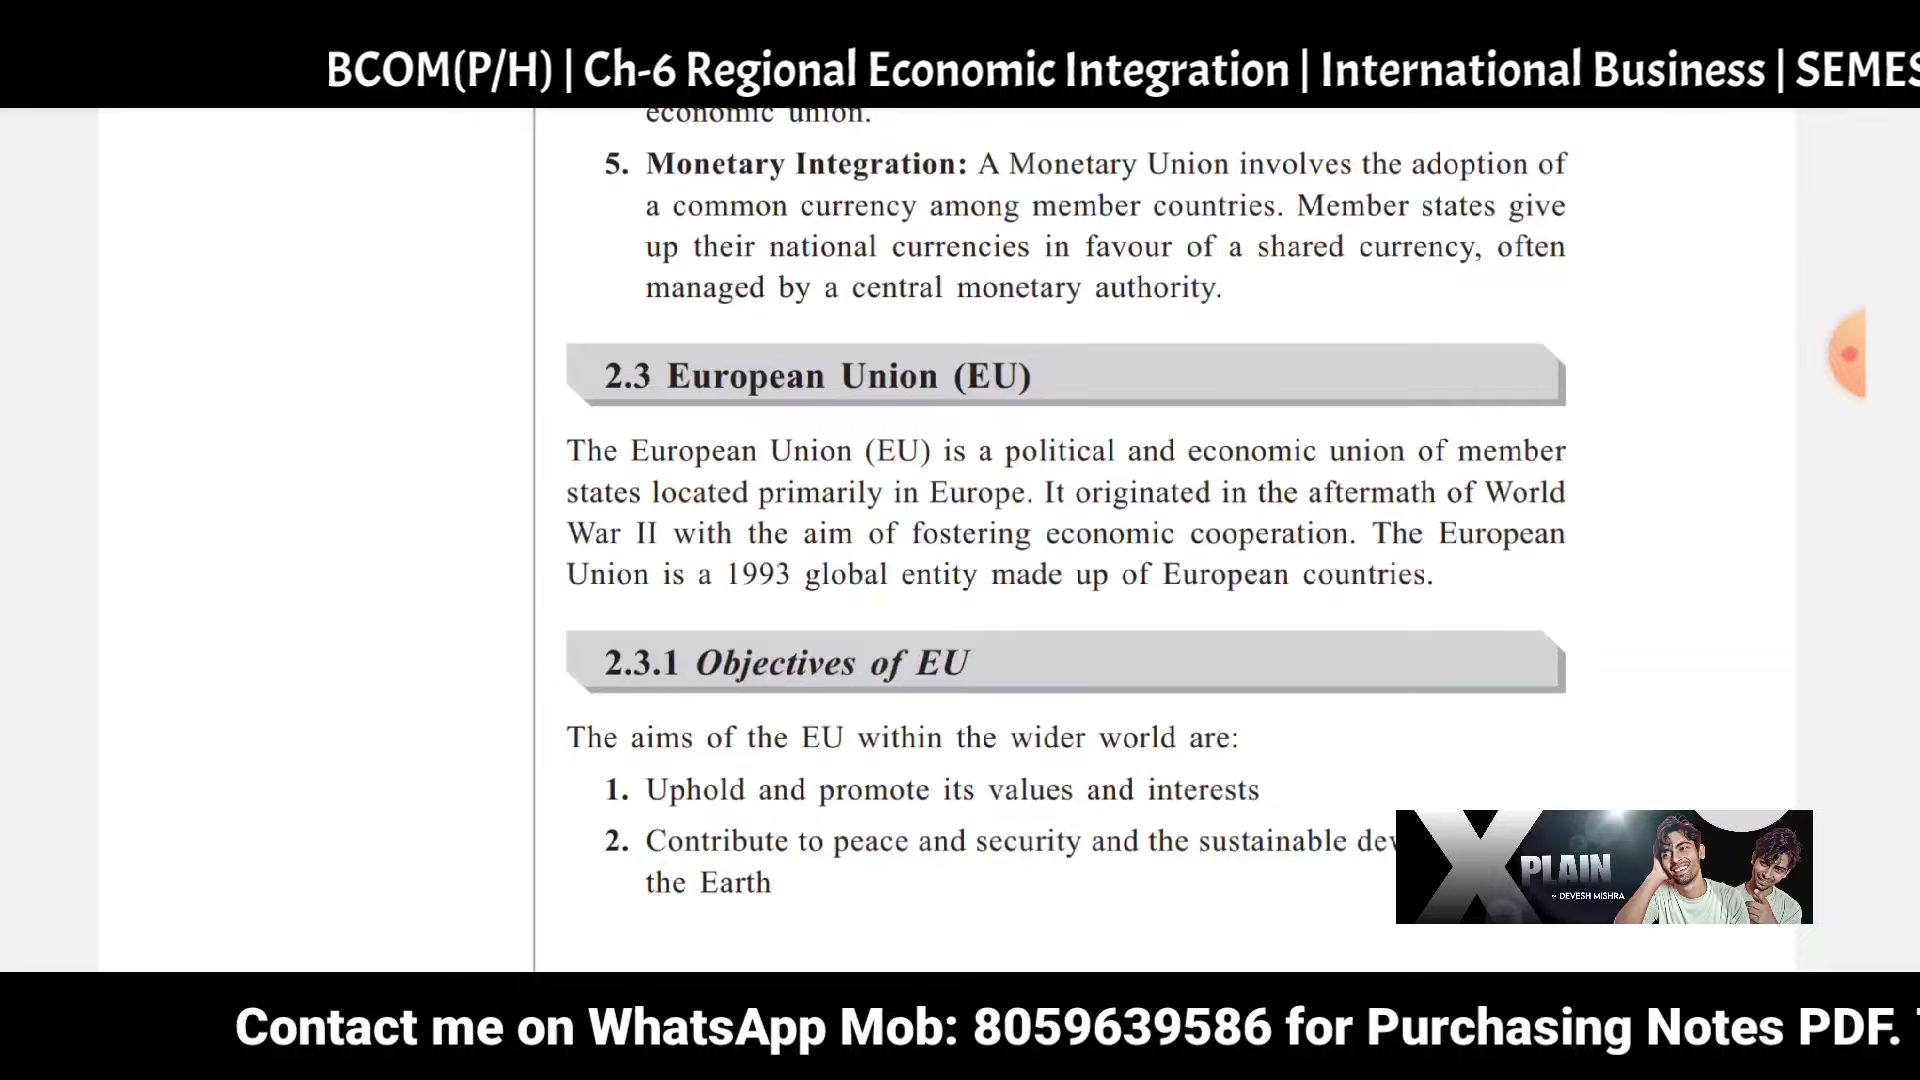 BCOM(P/H) | Ch-6 Regional Economic Integration | International Business | SEMES
economic union.
5. Monetary Integration: A Monetary Union involves the adoption of
a common currency among member countries. Member states give
up their national currencies in favour of a shared currency, often
managed by a central monetary authority.
2.3 European Union (EU)
The European Union (EU) is a political and economic union of member
states located primarily in Europe. It originated in the aftermath of World
War II with the aim of fostering economic cooperation. The European
Union is a 1993 global entity made up of European countries.
2.3.1 Objectives of EU
The aims of the EU within the wider world are:
1. Uphold and promote its values and interests
2. Contribute to peace and security and the sustainable dev
the Earth
XPLAIN
~ DEVESH MISHRA
Contact me on WhatsApp Mob: 8059639586 for Purchasing Notes PDF.